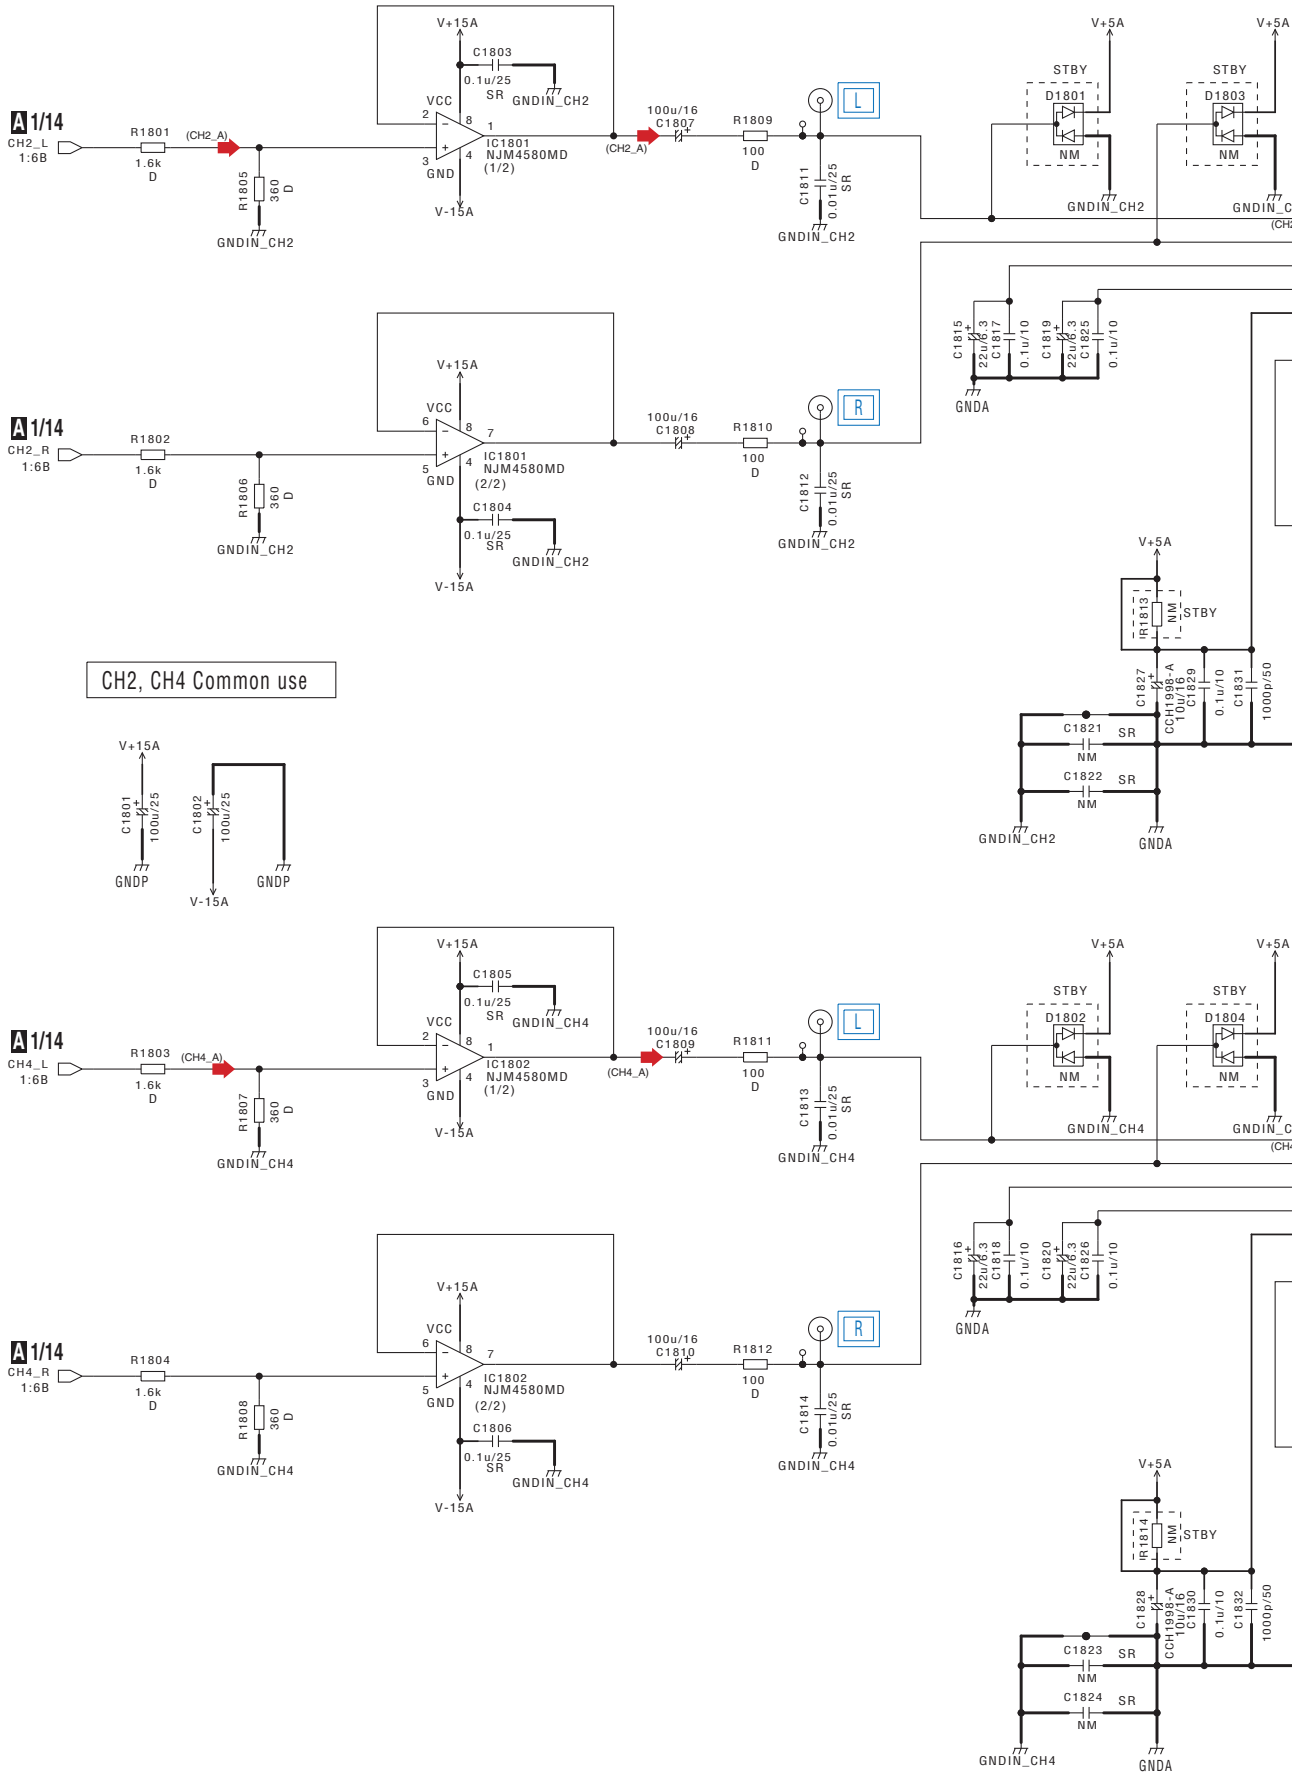 V+15A
C1803
0.1u/25
SR
GNDIN_CH2
VCC
2
8
1
IC1801
NJM4580MD
(1/2)
4
3
GND
V-15A
A 1/14
CH2_L
1:6B
R1801
1.6k
D
(CH2_A)
R1805
360
D
GNDIN_CH2
100u/16
C1807
(CH2_A)
R1809
100
D
L
C1811
0.01u/25
SR
GNDIN_CH2
V+5A
STBY
D1801
NM
GNDIN_CH2
V+5A
STBY
D1803
NM
GNDIN_C
(CH2
C1815
22u/6.3
C1817
0.1u/10
C1819
22u/6.3
C1825
0.1u/10
GNDA
V+15A
VCC
6
8
7
IC1801
NJM4580MD
(2/2)
4
5
GND
C1804
0.1u/25
SR
GNDIN_CH2
V-15A
A 1/14
CH2_R
1:6B
R1802
1.6k
D
R1806
360
D
GNDIN_CH2
100u/16
C1808
R1810
100
D
R
C1812
0.01u/25
SR
GNDIN_CH2
V+5A
R1813
NM
STBY
C1827
CCH1998-A
10u/16
C1829
0.1u/10
C1831
1000p/50
C1821
SR
NM
C1822
SR
NM
GNDIN_CH2
GNDA
CH2, CH4 Common use
V+15A
C1801
100u/25
GNDP
C1802
100u/25
V-15A
GNDP
V+15A
C1805
0.1u/25
SR
GNDIN_CH4
VCC
2
8
1
IC1802
NJM4580MD
(1/2)
4
3
GND
V-15A
A 1/14
CH4_L
1:6B
R1803
1.6k
D
(CH4_A)
R1807
360
D
GNDIN_CH4
100u/16
C1809
(CH4_A)
R1811
100
D
L
C1813
0.01u/25
SR
GNDIN_CH4
V+5A
STBY
D1802
NM
GNDIN_CH4
V+5A
STBY
D1804
NM
GNDIN_C
(CH4
C1816
22u/6.3
C1818
0.1u/10
C1820
22u/6.3
C1826
0.1u/10
GNDA
V+15A
VCC
6
8
7
IC1802
NJM4580MD
(2/2)
4
5
GND
C1806
0.1u/25
SR
GNDIN_CH4
V-15A
A 1/14
CH4_R
1:6B
R1804
1.6k
D
R1808
360
D
GNDIN_CH4
100u/16
C1810
R1812
100
D
R
C1814
0.01u/25
SR
GNDIN_CH4
V+5A
R1814
NM
STBY
C1828
CCH1998-A
10u/16
C1830
0.1u/10
C1832
1000p/50
C1823
SR
NM
C1824
SR
NM
GNDIN_CH4
GNDA